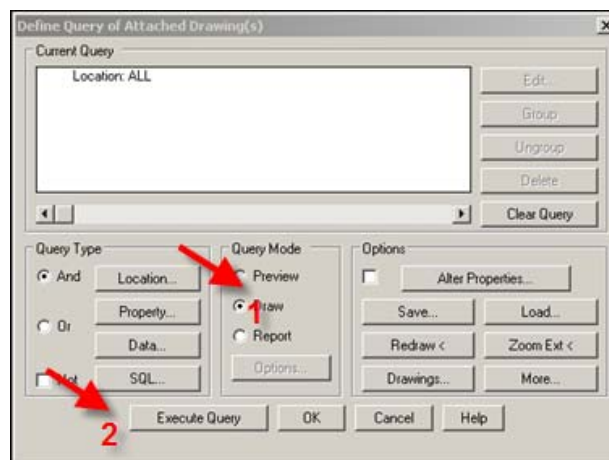 Define Query of Attached Drawing(s)
Current Query
Location: ALL
Edit...
Group
Ungroup
Delete
Clear Query
Query Type
And
Location...
Or
Property...
Data...
Not
SQL...
Query Mode
Preview
Draw
1
Report
Options...
Options
Alter Properties...
Save...
Load...
Redraw <
Zoom Ext <
Drawings...
More...
2
Execute Query
OK
Cancel
Help